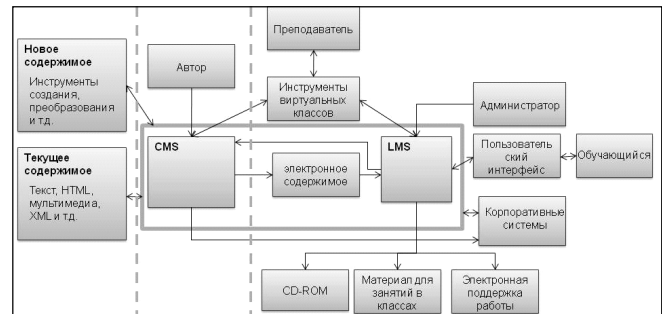 Преподаватель
Новое
содержимое
Инструменты
создания,
преобразования
и т.д.
Автор
Инструменты
виртуальных
классов
Администратор
CMS
LMS
электронное
содержимое
Пользователь
ский
интерфейс
Обучающийся
Текущее
содержимое
Текст, HTML,
мультимедиа,
XML и т.д.
Корпоративные
системы
CD-ROM
Материал для
занятий в
классах
Электронная
поддержка
работы